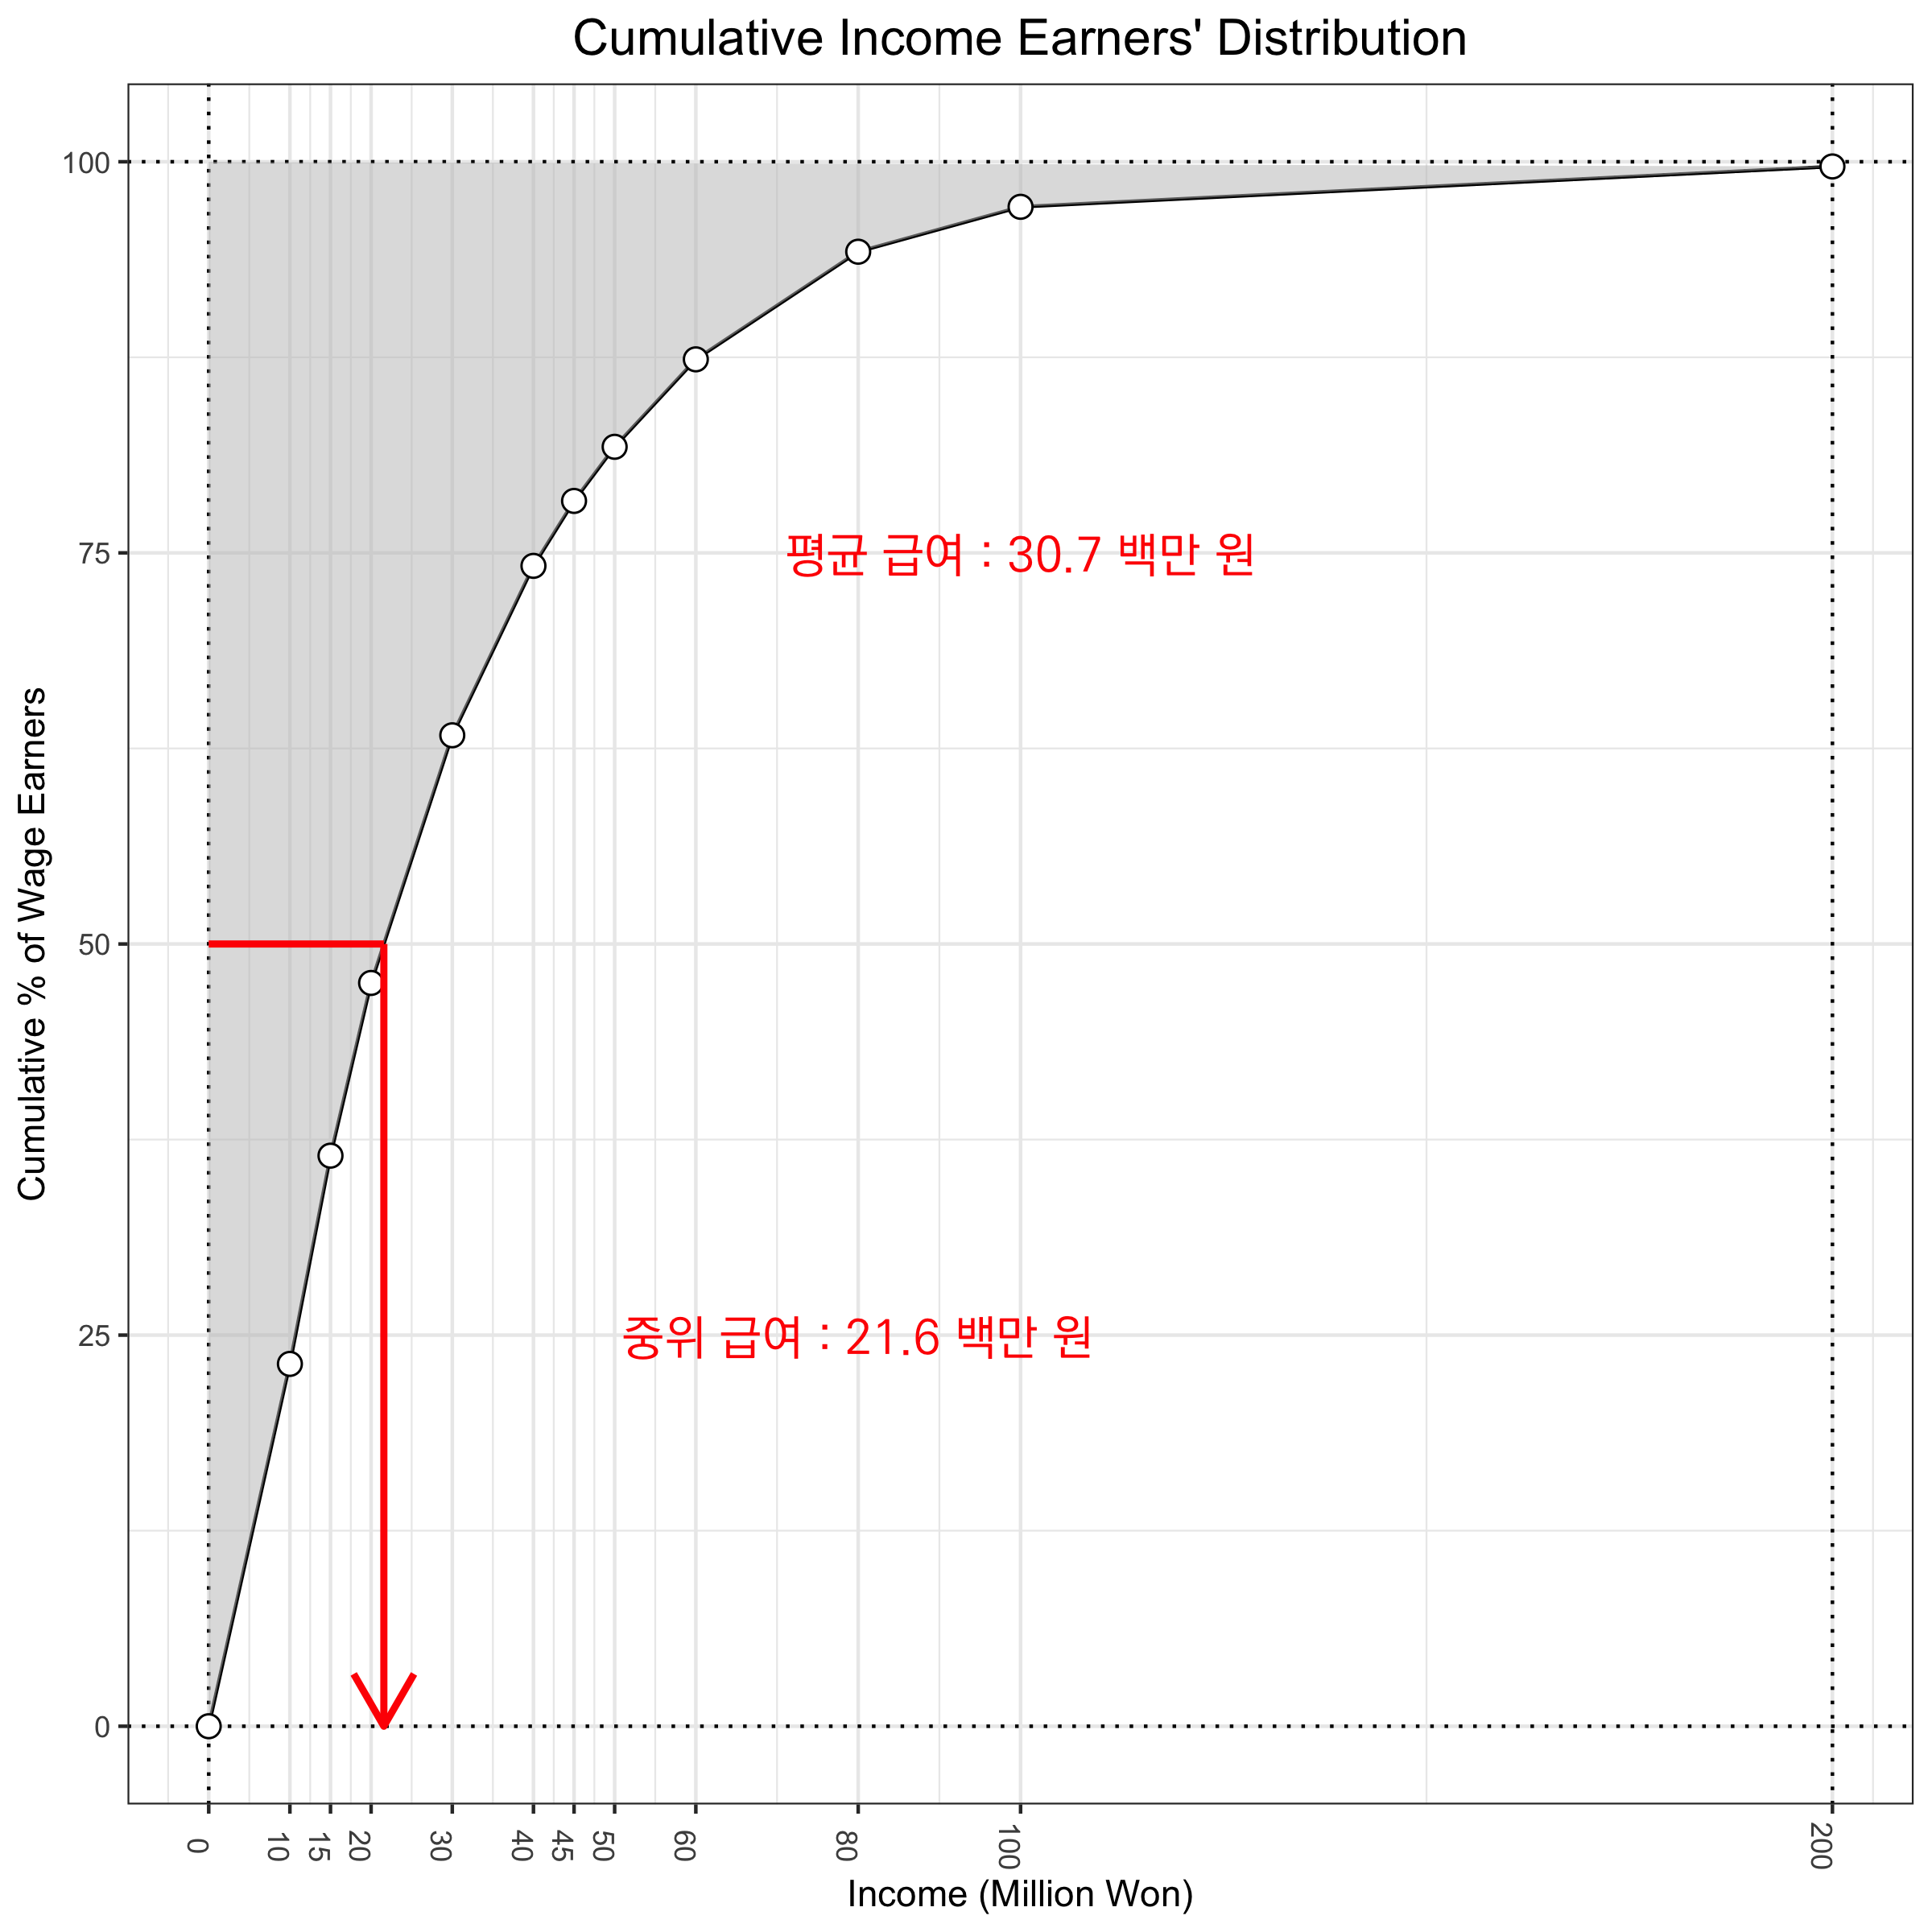 Cumulative Income Earners' Distribution
Cumulative % of Wage Earners
100
75
50
25
0
평균 급여 : 30.7 백만 원
중위 급여 : 21.6 백만 원
0 10 15 20 30 40 45 50 60 80 100 200
Income (Million Won)